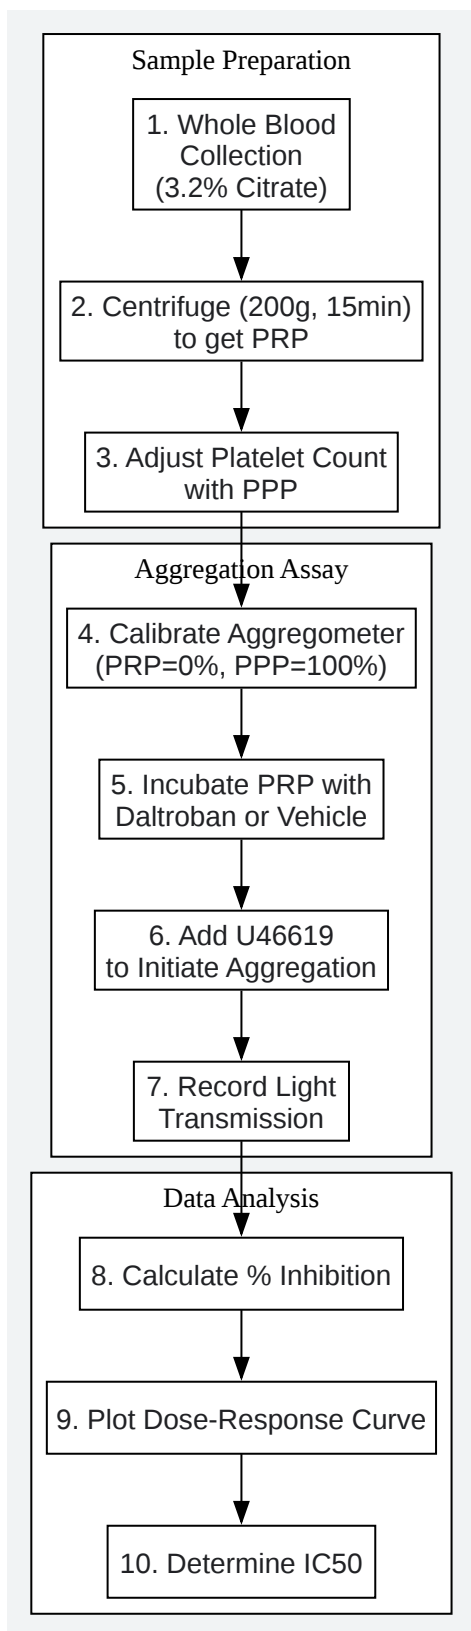 Sample Preparation
1. Whole Blood
Collection
(3.2% Citrate)
2. Centrifuge (200g, 15min)
to get PRP
3. Adjust Platelet Count
with PPP
Aggregation Assay
4. Calibrate Aggregometer
(PRP=0%, PPP=100%)
5. Incubate PRP with
Daltroban or Vehicle
6. Add U46619
to Initiate Aggregation
7. Record Light
Transmission
Data Analysis
8. Calculate % Inhibition
9. Plot Dose-Response Curve
10. Determine IC50